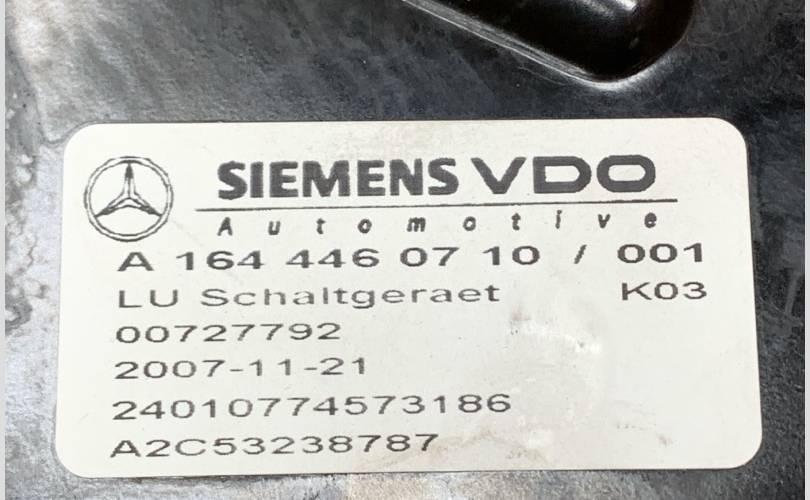 SIEMENS VDO
Automotive
A 164 446 07 10 / 001
LU Schaltgeraet K03
00727792
2007-11-21
24010774573186
A2C53238787